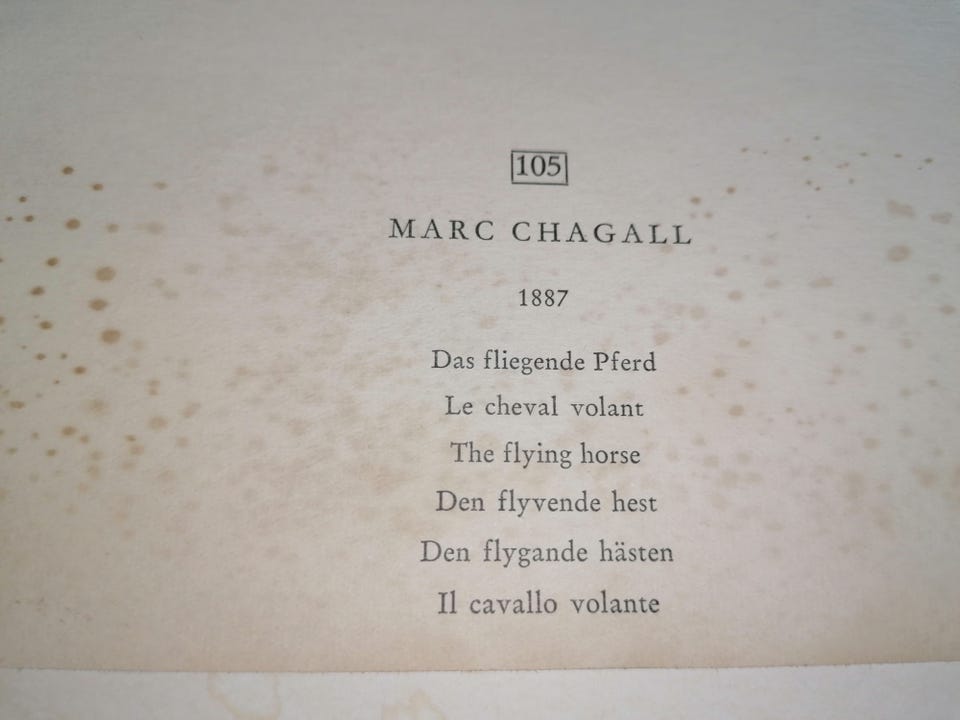 105
MARC CHAGALL
1887
Das fliegende Pferd
Le cheval volant
The flying horse
Den flyvende hest
Den flygande hästen
Il cavallo volante